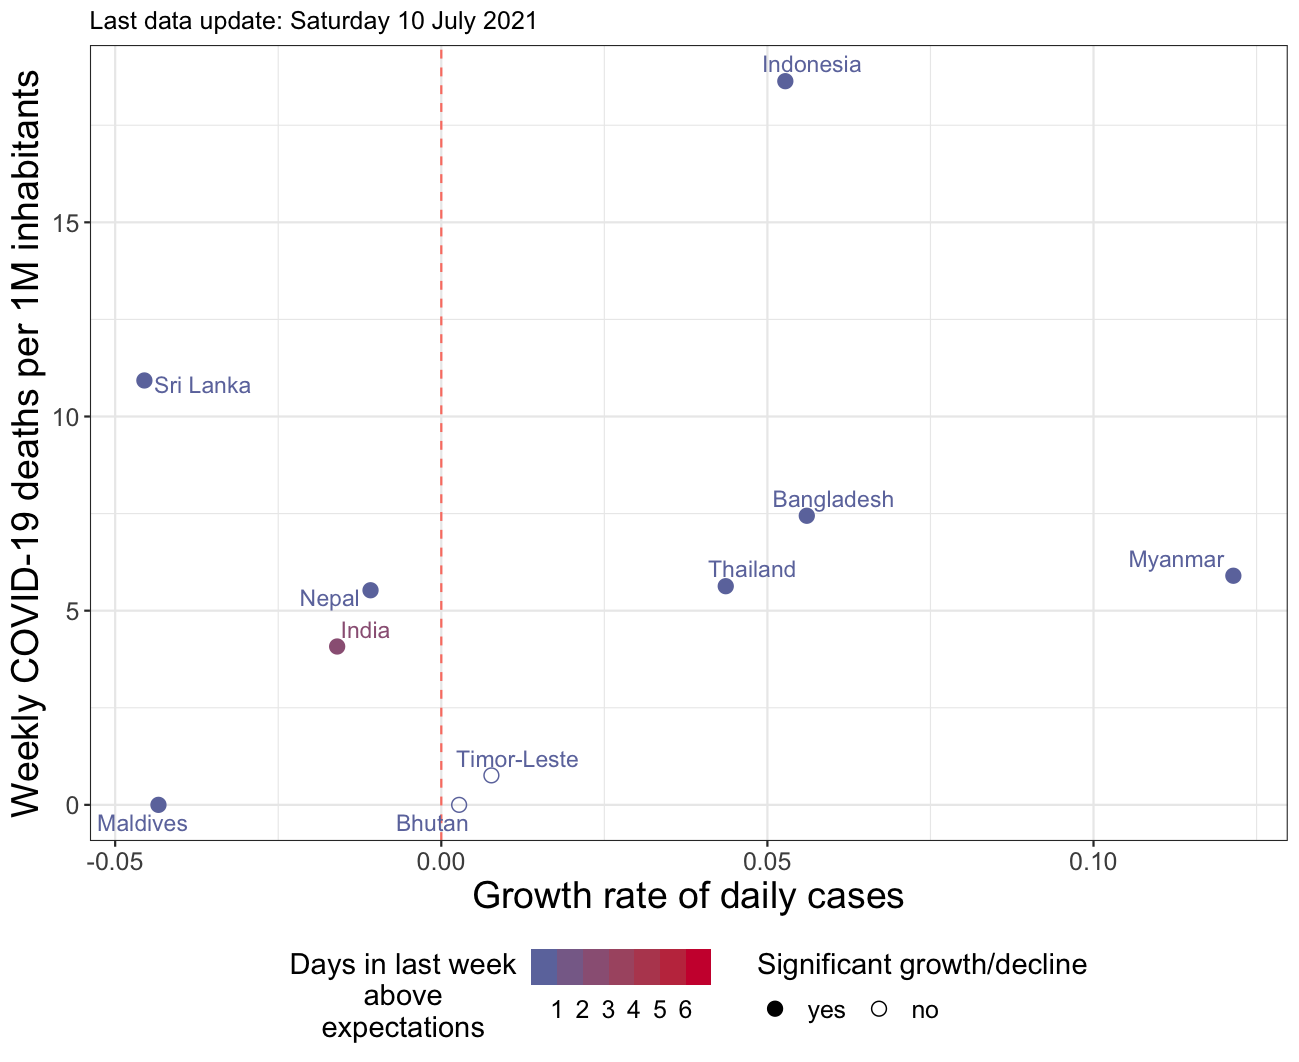 Last data update: Saturday 10 July 2021
Weekly COVID-19 deaths per 1M inhabitants
Indonesia
15
Sri Lanka
10
Bangladesh
Myanmar
Thailand
Nepal
5
India
Timor-Leste
0
Maldives
Bhutan
-0.05 0.00 0.05 0.10
Growth rate of daily cases
Days in last week
above
expectations
1 2 3 4 5 6
Significant growth/decline
yes no